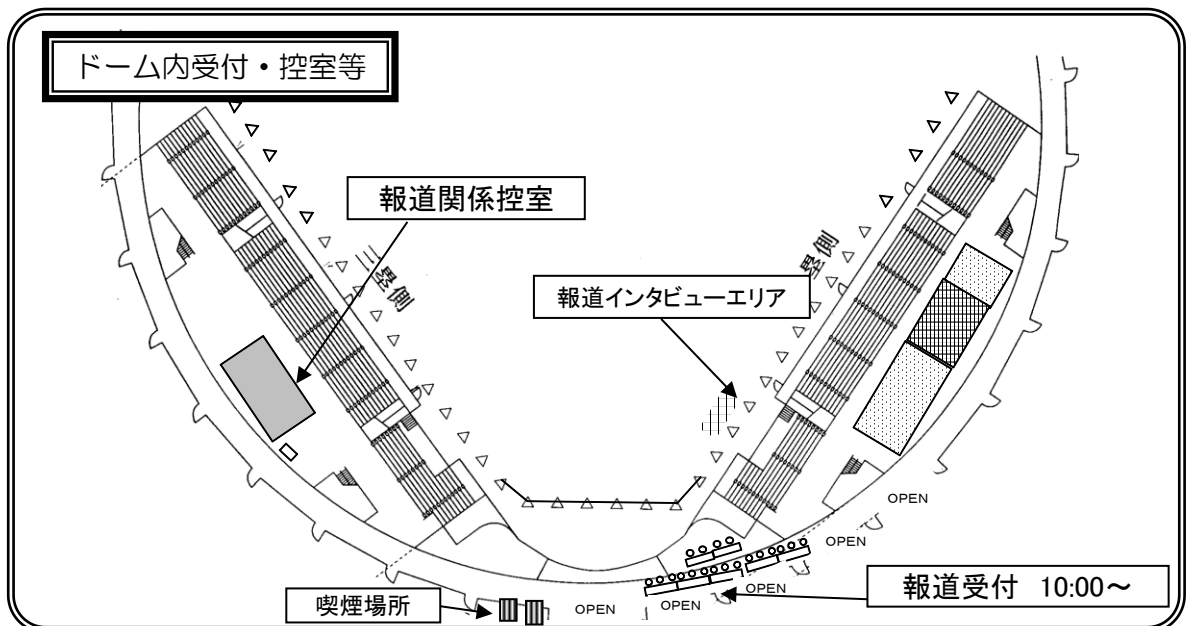 ドーム内受付・控室等
報道関係控室
三塁側
塁側
報道インタビューエリア
OPEN
OPEN
OPEN
OPEN
OPEN
報道受付 10:00～
喫煙場所